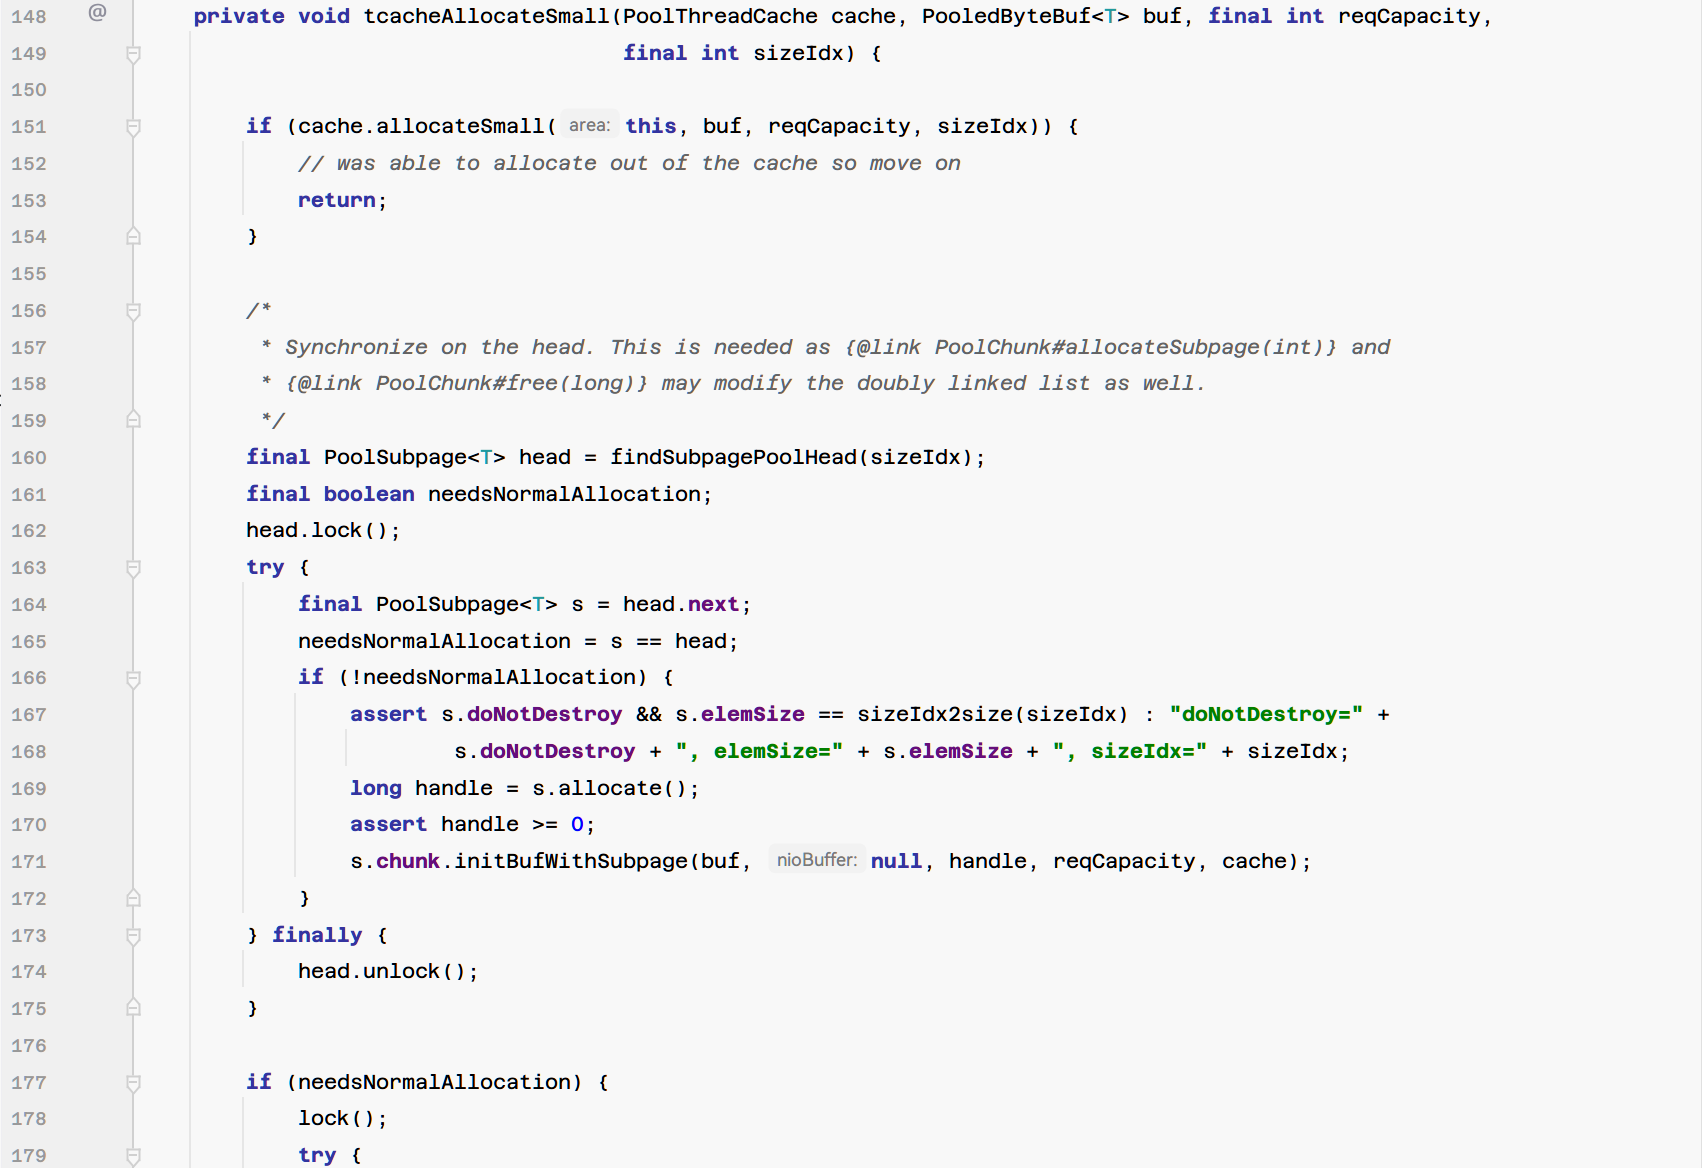 148 @ private void tcacheAllocateSmall(PoolThreadCache cache, PooledByteBuf<T> buf, final int reqCapacity,
149 final int sizeIdx) {
150
151 if (cache.allocateSmall( area: this, buf, reqCapacity, sizeIdx)) {
152 // was able to allocate out of the cache so move on
153 return;
154 }
155
156 /*
157 * Synchronize on the head. This is needed as {@link PoolChunk#allocateSubpage(int)} and
158 * {@link PoolChunk#free(long)} may modify the doubly linked list as well.
159 */
160 final PoolSubpage<T> head = findSubpagePoolHead(sizeIdx);
161 final boolean needsNormalAllocation;
162 head.lock();
163 try {
164 final PoolSubpage<T> s = head.next;
165 needsNormalAllocation = s == head;
166 if (!needsNormalAllocation) {
167 assert s.doNotDestroy && s.elemSize == sizeIdx2size(sizeIdx) : "doNotDestroy=" +
168 s.doNotDestroy + ", elemSize=" + s.elemSize + ", sizeIdx=" + sizeIdx;
169 long handle = s.allocate();
170 assert handle >= 0;
171 s.chunk.initBufWithSubpage(buf, nioBuffer: null, handle, reqCapacity, cache);
172 }
173 } finally {
174 head.unlock();
175 }
176
177 if (needsNormalAllocation) {
178 lock();
179 try {